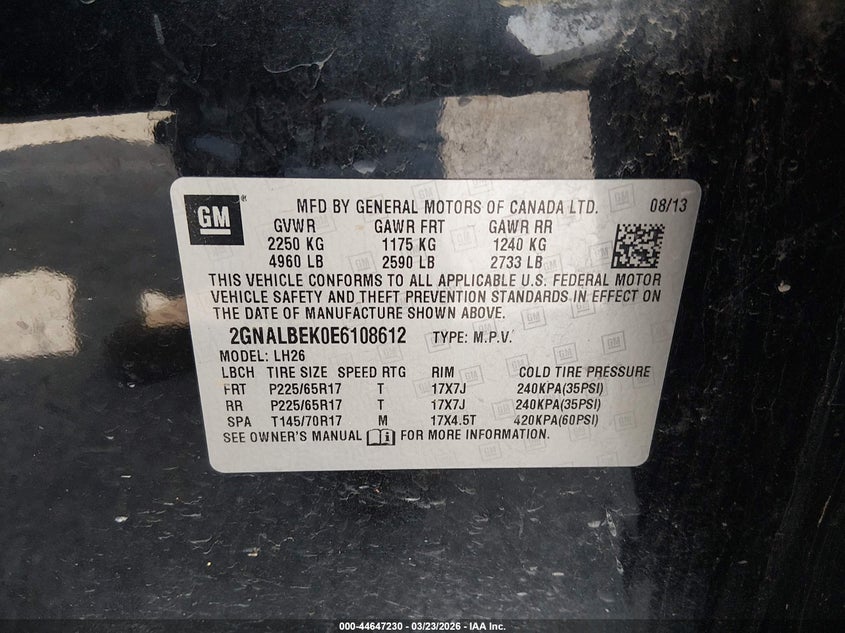 GM ®
MFD BY GENERAL MOTORS OF CANADA LTD. 08/13
GVWR GAWR FRT GAWR RR
2250 KG 1175 KG 1240 KG
4960 LB 2590 LB 2733 LB
THIS VEHICLE CONFORMS TO ALL APPLICABLE U.S. FEDERAL MOTOR
VEHICLE SAFETY AND THEFT PREVENTION STANDARDS IN EFFECT ON
THE DATE OF MANUFACTURE SHOWN ABOVE.
2GNALBEK0E6108612 TYPE: M.P.V.
MODEL: LH26
LBCH TIRE SIZE SPEED RTG RIM COLD TIRE PRESSURE
FRT P225/65R17 T 17X7J 240KPA(35PSI)
RR P225/65R17 T 17X7J 240KPA(35PSI)
SPA T145/70R17 M 17X4.5T 420KPA(60PSI)
SEE OWNER'S MANUAL FOR MORE INFORMATION.
000-44647230 - 03/23/2026 - IAA Inc.